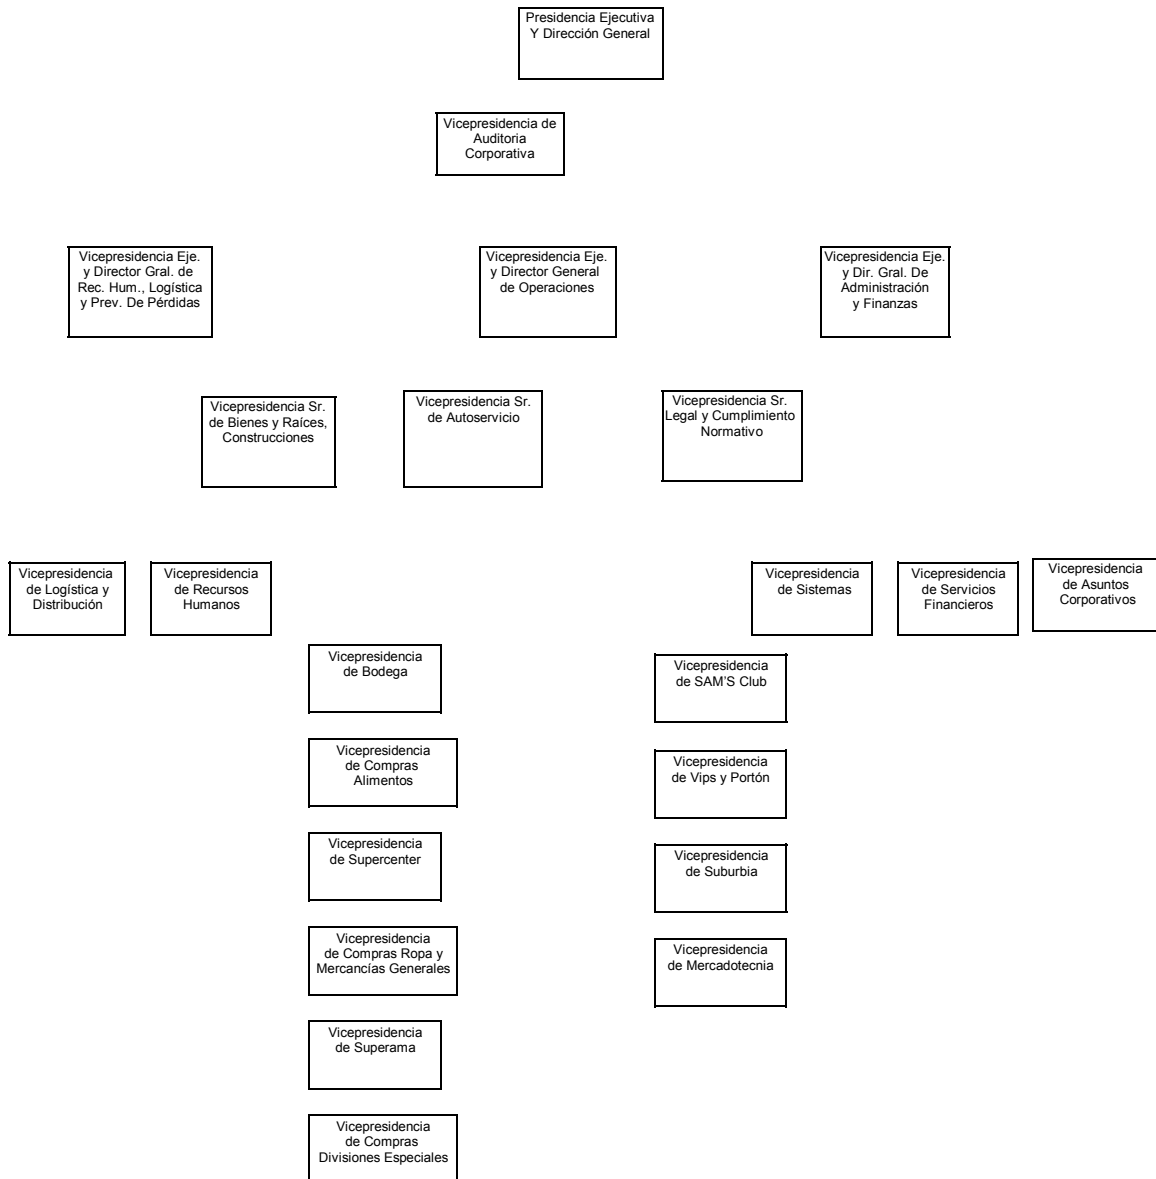 Presidencia Ejecutiva
Y Dirección General
Vicepresidencia de
Auditoria
Corporativa
Vicepresidencia Eje.
y Director Gral. de
Rec. Hum., Logística
y Prev. De Pérdidas
Vicepresidencia Eje.
y Director General
de Operaciones
Vicepresidencia Eje.
y Dir. Gral. De
Administración
y Finanzas
Vicepresidencia Sr.
de Bienes y Raíces,
Construcciones
Vicepresidencia Sr.
de Autoservicio
Vicepresidencia Sr.
Legal y Cumplimiento
Normativo
Vicepresidencia
de Logística y
Distribución
Vicepresidencia
de Recursos
Humanos
Vicepresidencia
de Sistemas
Vicepresidencia
de Servicios
Financieros
Vicepresidencia
de Asuntos
Corporativos
Vicepresidencia
de Bodega
Vicepresidencia
de SAM'S Club
Vicepresidencia
de Compras
Alimentos
Vicepresidencia
de Vips y Portón
Vicepresidencia
de Supercenter
Vicepresidencia
de Suburbia
Vicepresidencia
de Compras Ropa y
Mercancías Generales
Vicepresidencia
de Mercadotecnia
Vicepresidencia
de Superama
Vicepresidencia
de Compras
Divisiones Especiales